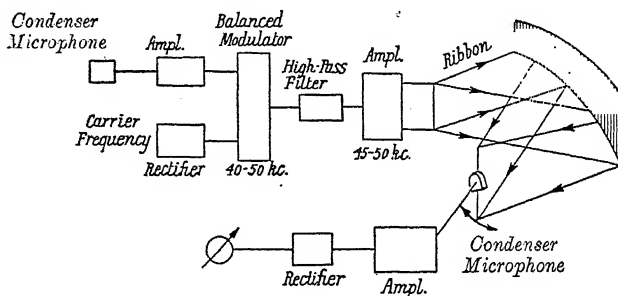 Condenser
Microphone
Ampl.
Balanced
Modulator
High-Pass
Filter
Ampl.
Ribbon
Carrier
Frequency
Rectifier
40-50 kc.
45-50 kc.
Rectifier
Ampl.
Condenser
Microphone